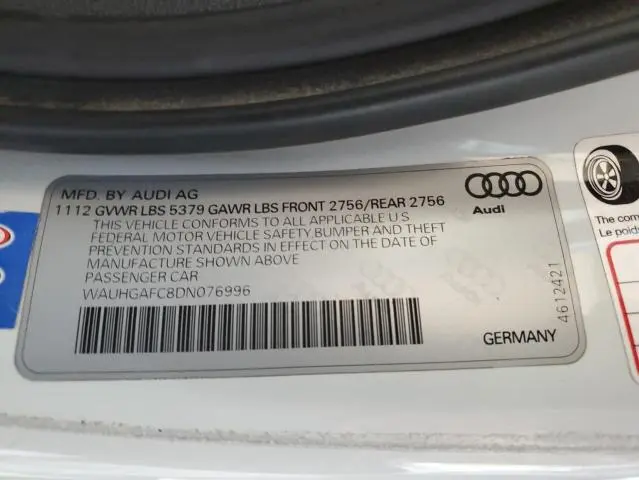 MFD. BY AUDI AG
1112 GVWR LBS 5379 GAWR LBS FRONT 2756/REAR 2756
THIS VEHICLE CONFORMS TO ALL APPLICABLE U S
FEDERAL MOTOR VEHICLE SAFETY,BUMPER AND THEFT
PREVENTION STANDARDS IN EFFECT ON THE DATE OF
MANUFACTURE SHOWN ABOVE
PASSENGER CAR
WAUHGAFC8DN076996
Audi
4612421
GERMANY
The com
Le poids